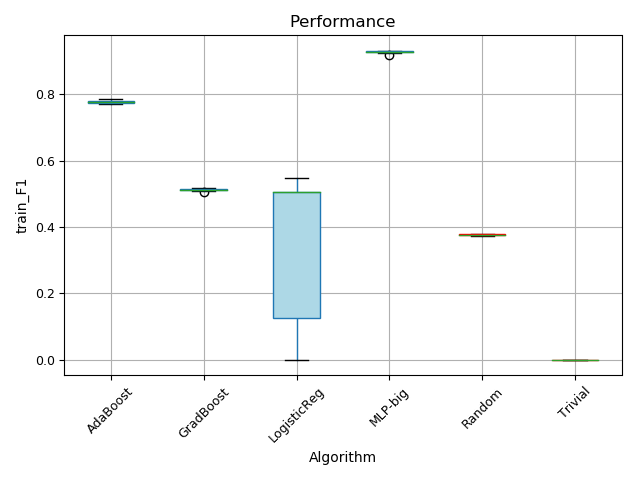 Performance
train_F1
0.8
0.6
0.4
0.2
0.0
AdaBoost
GradBoost
LogisticReg
MLP-big
Random
Trivial
Algorithm